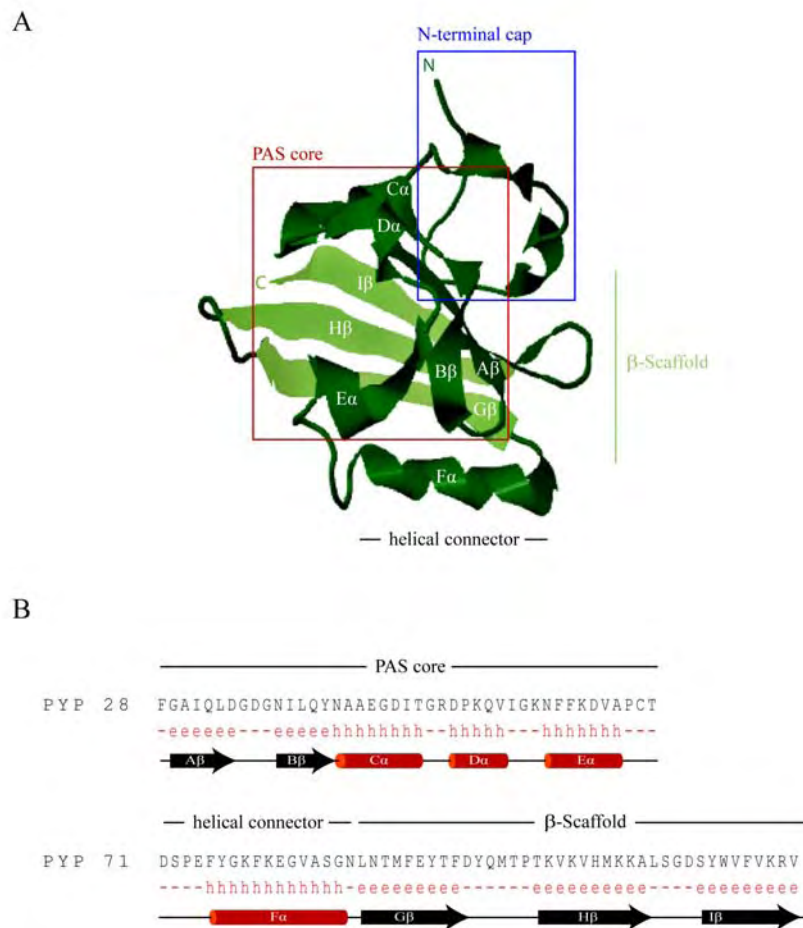 A
N-terminal cap
N
PAS core
Cα
Dα
C
Iβ
Hβ
Bβ
Aβ
β-Scaffold
Eα
Gβ
Fα
— helical connector —
B
PAS core
PYP 28 FGAIQLDGDGNILQYNAAEGDITGRDPKQVIGKNFFKDVAPCT
-eeeeee---eeeeehhhhhhhh--hhhhh---hhhhhhh---
Aβ Bβ Cα Dα Eα
helical connector β-Scaffold
PYP 71 DSPEFYGKFKEGVASGNLNTMFEYTFDYQMTPTKVKVHMKKALSGDSYWVFVKRV
----hhhhhhhhhhhh-eeeeeeeee------eeeeeeeeee----eeeeeeee-
Fα Gβ Hβ Iβ